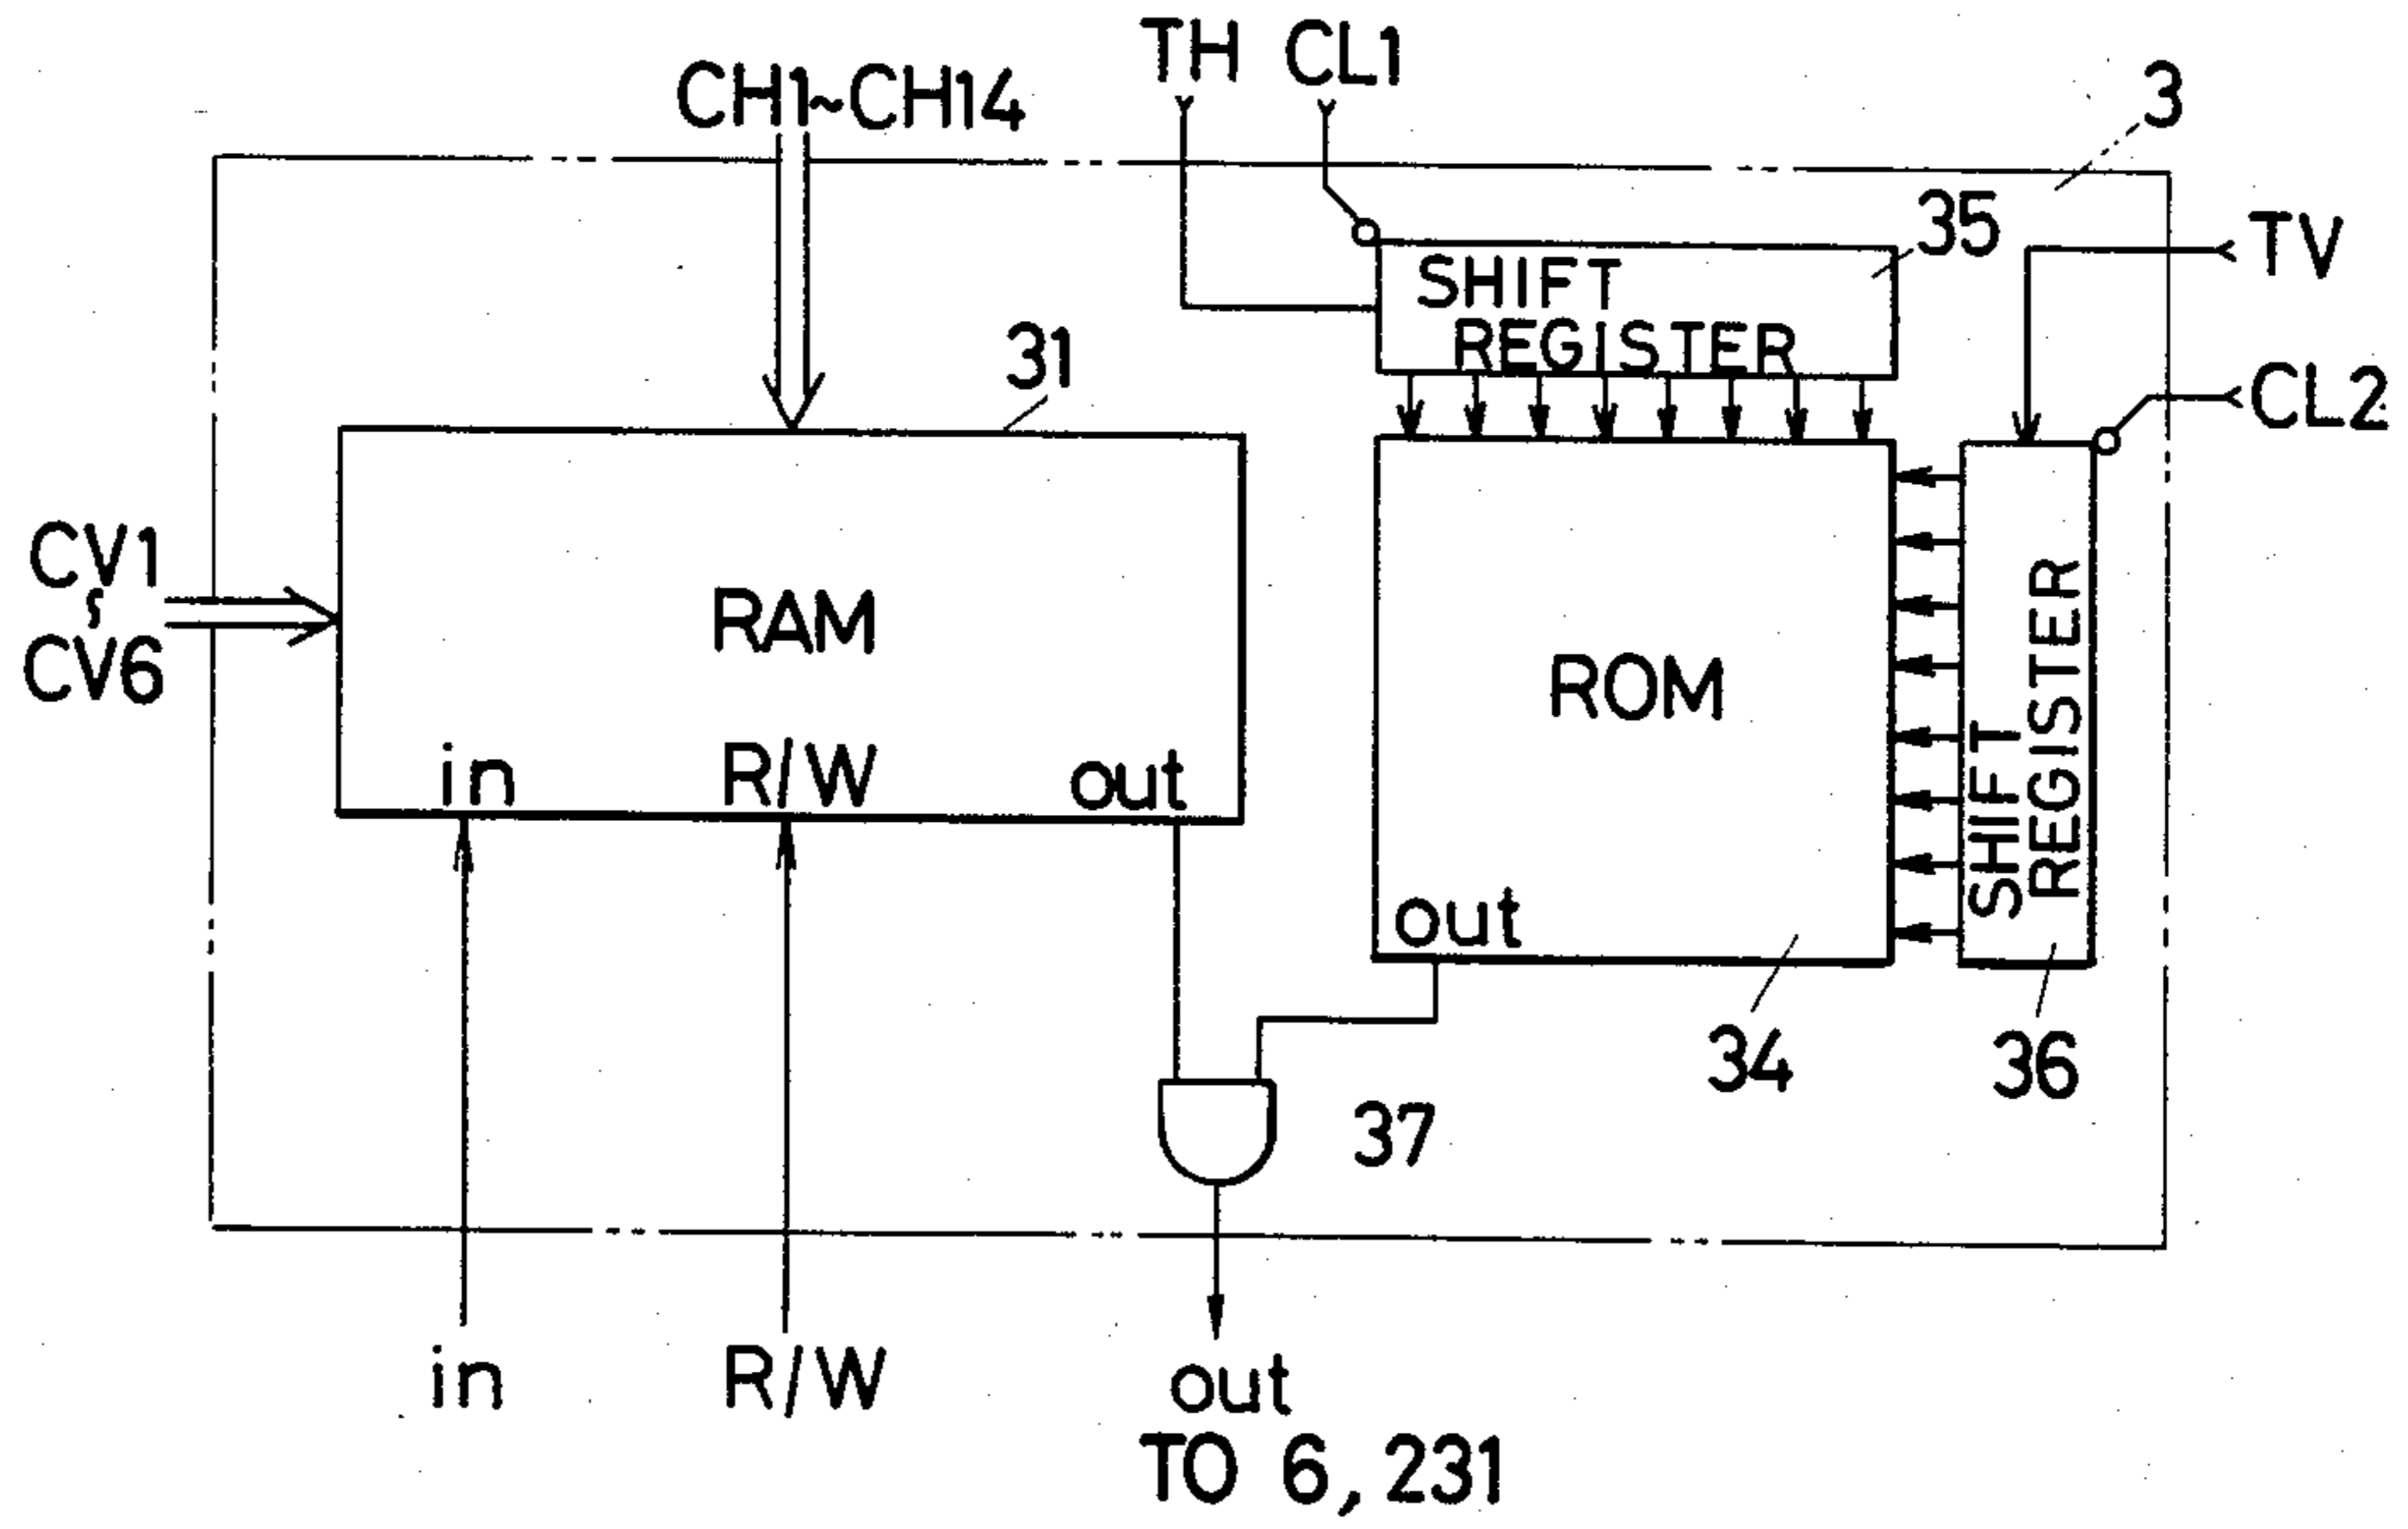 TH CL1
CH1~CH14
3
35
TV
SHIFT
REGISTER
31
CL2
CV1
~
CV6
RAM
ROM
SHIFT
REGISTER
in R/W out
out
34
36
37
in R/W out
TO 6, 231